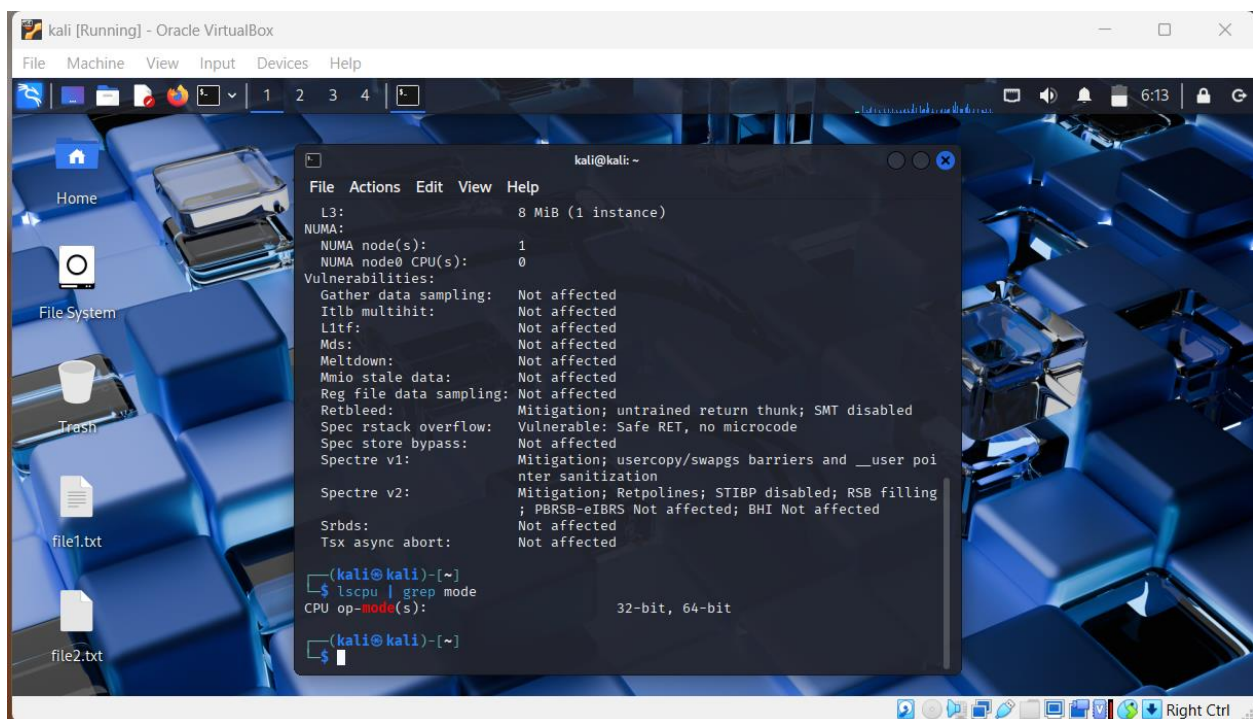 kali [Running] - Oracle VirtualBox
File Machine View Input Devices Help
1 2 3 4
6:13
Home
File System
Trash
file1.txt
file2.txt
kali@kali: ~
File Actions Edit View Help
L3: 8 MiB (1 instance)
NUMA:
NUMA node(s): 1
NUMA node0 CPU(s): 0
Vulnerabilities:
Gather data sampling: Not affected
Itlb multihit: Not affected
L1tf: Not affected
Mds: Not affected
Meltdown: Not affected
Mmio stale data: Not affected
Reg file data sampling: Not affected
Retbleed: Mitigation; untrained return thunk; SMT disabled
Spec rstack overflow: Vulnerable: Safe RET, no microcode
Spec store bypass: Not affected
Spectre v1: Mitigation; usercopy/swapgs barriers and __user poi
nter sanitization
Spectre v2: Mitigation; Retpolines; STIBP disabled; RSB filling
; PBRSB-eIBRS Not affected; BHI Not affected
Srbds: Not affected
Tsx async abort: Not affected
┌──(kali㉿kali)-[~]
└─$ lscpu | grep mode
CPU op-mode(s): 32-bit, 64-bit
┌──(kali㉿kali)-[~]
└─$
Right Ctrl